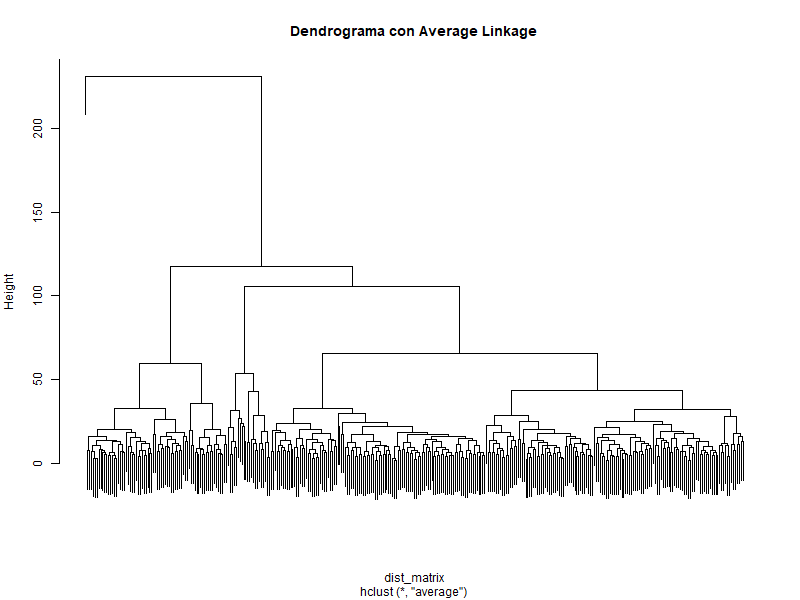 Dendrograma con Average Linkage
Height
200
150
100
50
0
dist_matrix
hclust (*, "average")